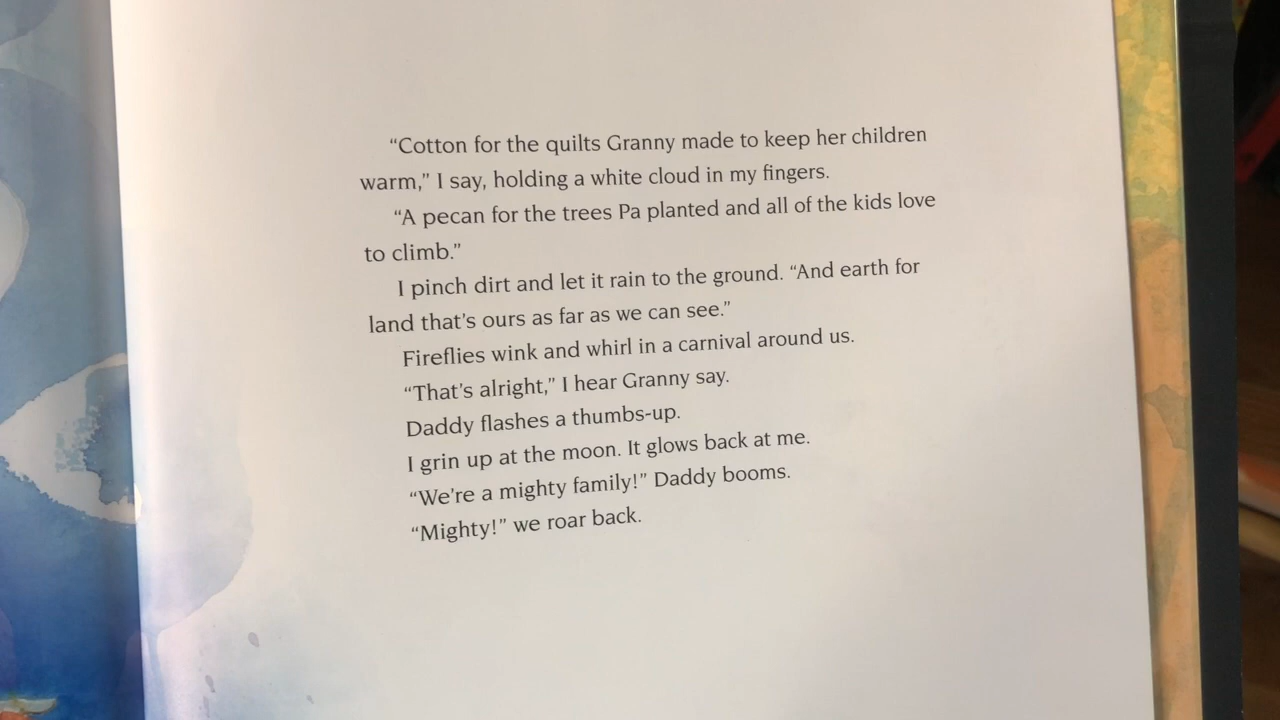 “Cotton for the quilts Granny made to keep her children
warm,” I say, holding a white cloud in my fingers.
“A pecan for the trees Pa planted and all of the kids love
to climb.”
I pinch dirt and let it rain to the ground. “And earth for
land that’s ours as far as we can see.”
Fireflies wink and whirl in a carnival around us.
“That’s alright,” I hear Granny say.
Daddy flashes a thumbs-up.
I grin up at the moon. It glows back at me.
“We’re a mighty family!” Daddy booms.
“Mighty!” we roar back.